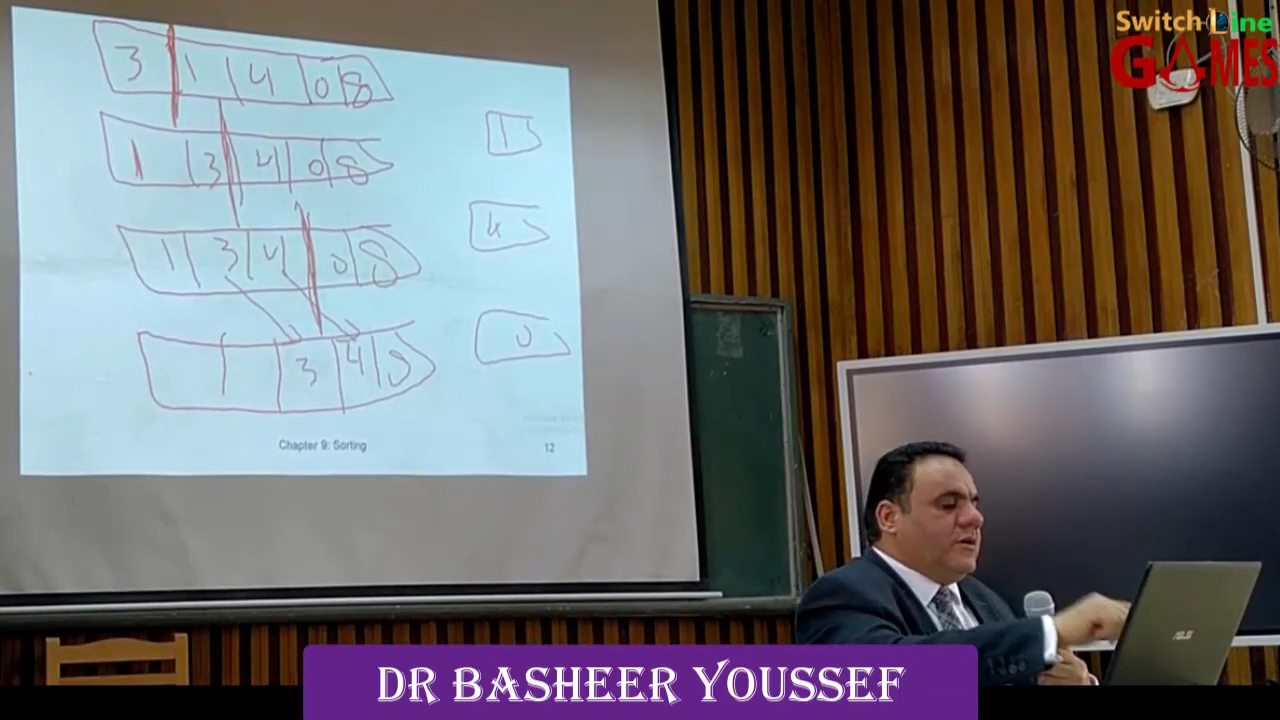 3 1 4 0 8
1 3 4 0 8
1 3 4 0 8
3 4
1
4
0
Chapter 9: Sorting
12
Switch Line
GAMES
ASUS
DR BASHEER YOUSSEF